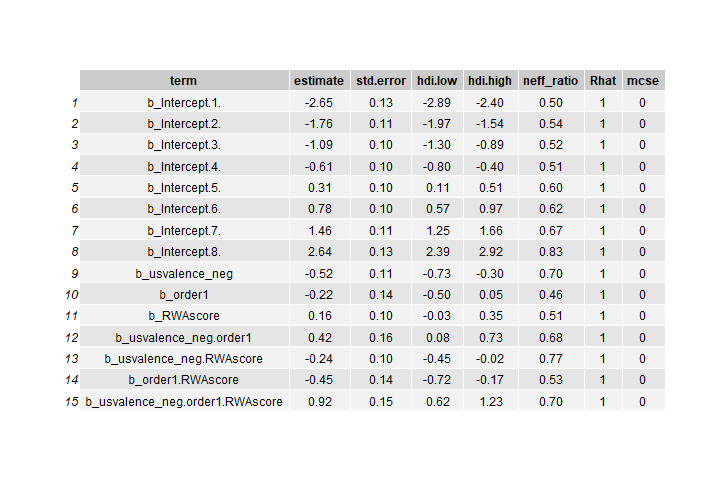 term estimate std.error hdi.low hdi.high neff_ratio Rhat mcse
1 b_Intercept.1. -2.65 0.13 -2.89 -2.40 0.50 1 0
2 b_Intercept.2. -1.76 0.11 -1.97 -1.54 0.54 1 0
3 b_Intercept.3. -1.09 0.10 -1.30 -0.89 0.52 1 0
4 b_Intercept.4. -0.61 0.10 -0.80 -0.40 0.51 1 0
5 b_Intercept.5. 0.31 0.10 0.11 0.51 0.60 1 0
6 b_Intercept.6. 0.78 0.10 0.57 0.97 0.62 1 0
7 b_Intercept.7. 1.46 0.11 1.25 1.66 0.67 1 0
8 b_Intercept.8. 2.64 0.13 2.39 2.92 0.83 1 0
9 b_usvalence_neg -0.52 0.11 -0.73 -0.30 0.70 1 0
10 b_order1 -0.22 0.14 -0.50 0.05 0.46 1 0
11 b_RWAscore 0.16 0.10 -0.03 0.35 0.51 1 0
12 b_usvalence_neg.order1 0.42 0.16 0.08 0.73 0.68 1 0
13 b_usvalence_neg.RWAscore -0.24 0.10 -0.45 -0.02 0.77 1 0
14 b_order1.RWAscore -0.45 0.14 -0.72 -0.17 0.53 1 0
15 b_usvalence_neg.order1.RWAscore 0.92 0.15 0.62 1.23 0.70 1 0